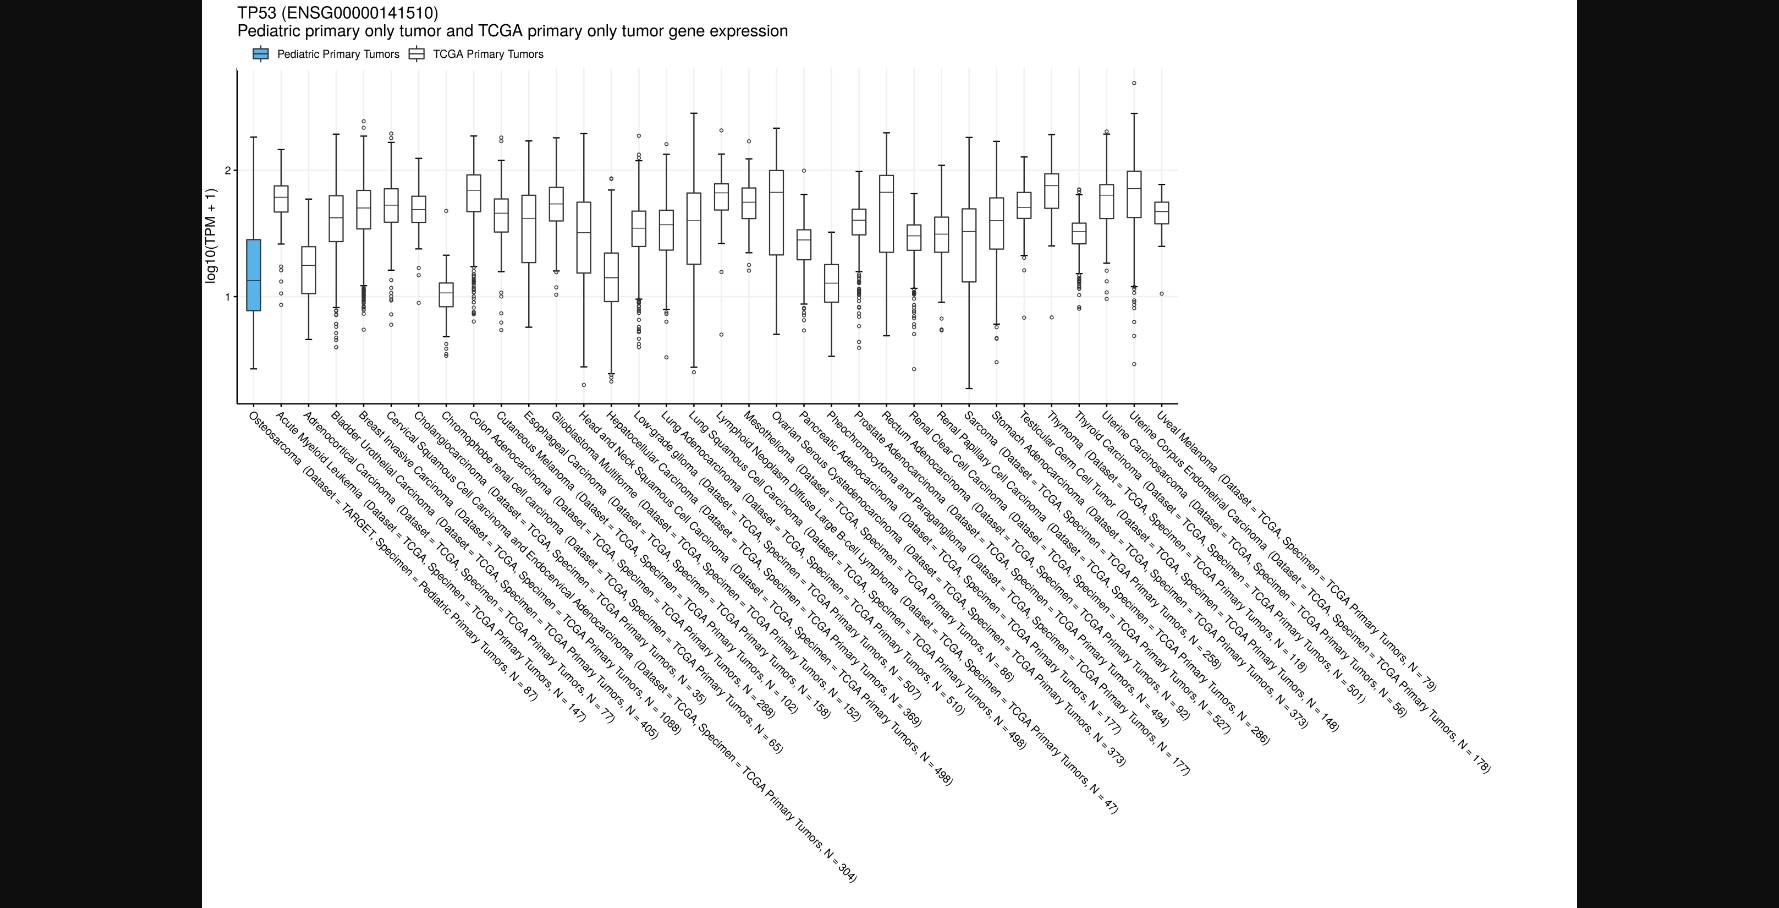 TP53 (ENSG00000141510)
Pediatric primary only tumor and TCGA primary only tumor gene expression
Pediatric Primary Tumors
TCGA Primary Tumors
log10(TPM + 1)
2
1
Osteosarcoma (Dataset = TARGET, Specimen = Pediatric Primary Tumors, N = 87)
Acute Myeloid Leukemia (Dataset = TCGA, Specimen = TCGA Primary Tumors, N = 147)
Adrenocortical Carcinoma (Dataset = TCGA, Specimen = TCGA Primary Tumors, N = 77)
Bladder Urothelial Carcinoma (Dataset = TCGA, Specimen = TCGA Primary Tumors, N = 405)
Breast Invasive Carcinoma (Dataset = TCGA, Specimen = TCGA Primary Tumors, N = 1088)
Cervical Squamous Cell Carcinoma and Endocervical Adenocarcinoma (Dataset = TCGA, Specimen = TCGA Primary Tumors, N = 304)
Cholangiocarcinoma (Dataset = TCGA, Specimen = TCGA Primary Tumors, N = 35)
Chromophobe renal cell carcinoma (Dataset = TCGA, Specimen = TCGA Primary Tumors, N = 65)
Colon Adenocarcinoma (Dataset = TCGA, Specimen = TCGA Primary Tumors, N = 288)
Cutaneous Melanoma (Dataset = TCGA, Specimen = TCGA Primary Tumors, N = 102)
Esophageal Carcinoma (Dataset = TCGA, Specimen = TCGA Primary Tumors, N = 158)
Glioblastoma Multiforme (Dataset = TCGA, Specimen = TCGA Primary Tumors, N = 152)
Head and Neck Squamous Cell Carcinoma (Dataset = TCGA, Specimen = TCGA Primary Tumors, N = 498)
Hepatocellular Carcinoma (Dataset = TCGA, Specimen = TCGA Primary Tumors, N = 369)
Low-grade glioma (Dataset = TCGA, Specimen = TCGA Primary Tumors, N = 507)
Lung Adenocarcinoma (Dataset = TCGA, Specimen = TCGA Primary Tumors, N = 510)
Lung Squamous Cell Carcinoma (Dataset = TCGA, Specimen = TCGA Primary Tumors, N = 498)
Lymphoid Neoplasm Diffuse Large B-cell Lymphoma (Dataset = TCGA, Specimen = TCGA Primary Tumors, N = 47)
Mesothelioma (Dataset = TCGA, Specimen = TCGA Primary Tumors, N = 86)
Ovarian Serous Cystadenocarcinoma (Dataset = TCGA, Specimen = TCGA Primary Tumors, N = 373)
Pancreatic Adenocarcinoma (Dataset = TCGA, Specimen = TCGA Primary Tumors, N = 177)
Pheochromocytoma and Paraganglioma (Dataset = TCGA, Specimen = TCGA Primary Tumors, N = 177)
Prostate Adenocarcinoma (Dataset = TCGA, Specimen = TCGA Primary Tumors, N = 494)
Rectum Adenocarcinoma (Dataset = TCGA, Specimen = TCGA Primary Tumors, N = 92)
Renal Clear Cell Carcinoma (Dataset = TCGA, Specimen = TCGA Primary Tumors, N = 527)
Renal Papillary Cell Carcinoma (Dataset = TCGA, Specimen = TCGA Primary Tumors, N = 286)
Sarcoma (Dataset = TCGA, Specimen = TCGA Primary Tumors, N = 258)
Stomach Adenocarcinoma (Dataset = TCGA, Specimen = TCGA Primary Tumors, N = 373)
Testicular Germ Cell Tumor (Dataset = TCGA, Specimen = TCGA Primary Tumors, N = 148)
Thymoma (Dataset = TCGA, Specimen = TCGA Primary Tumors, N = 118)
Thyroid Carcinoma (Dataset = TCGA, Specimen = TCGA Primary Tumors, N = 501)
Uterine Carcinosarcoma (Dataset = TCGA, Specimen = TCGA Primary Tumors, N = 56)
Uterine Corpus Endometrial Carcinoma (Dataset = TCGA, Specimen = TCGA Primary Tumors, N = 178)
Uveal Melanoma (Dataset = TCGA, Specimen = TCGA Primary Tumors, N = 79)